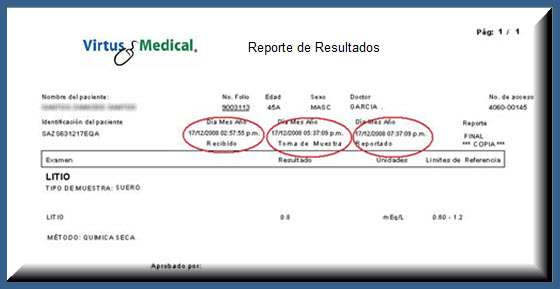 Pág: 1 / 1
Virtus Medical®
Reporte de Resultados
Nombre del paciente: No. Folio Edad Sexo Doctor No. de acceso
9003113 45A MASC GARCIA . 4060-00145
Identificación del paciente Dia Mes Año Dia Mes Año Dia Mes Año Reporte
SAZS631217EQA 17/12/2008 02:57:55 p.m. 17/12/2008 05:37:09 p.m. 17/12/2008 07:37:09 p.m. FINAL
Recibido Toma de Muestra Reportado *** COPIA ***
Examen Resultado Unidades Limites de Referencia
LITIO
TIPO DE MUESTRA: SUERO
LITIO 0.8 mEq/L 0.60 - 1.2
MÉTODO: QUIMICA SECA
Aprobado por: